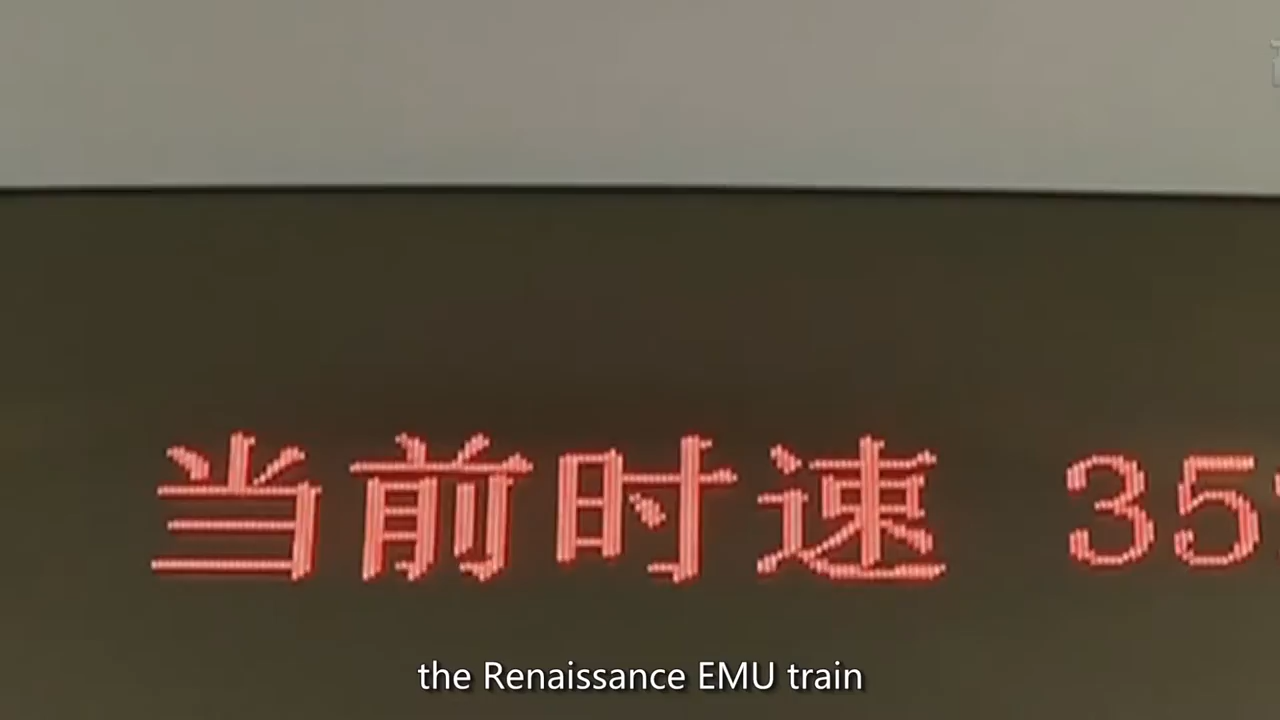 当前时速 35
the Renaissance EMU train